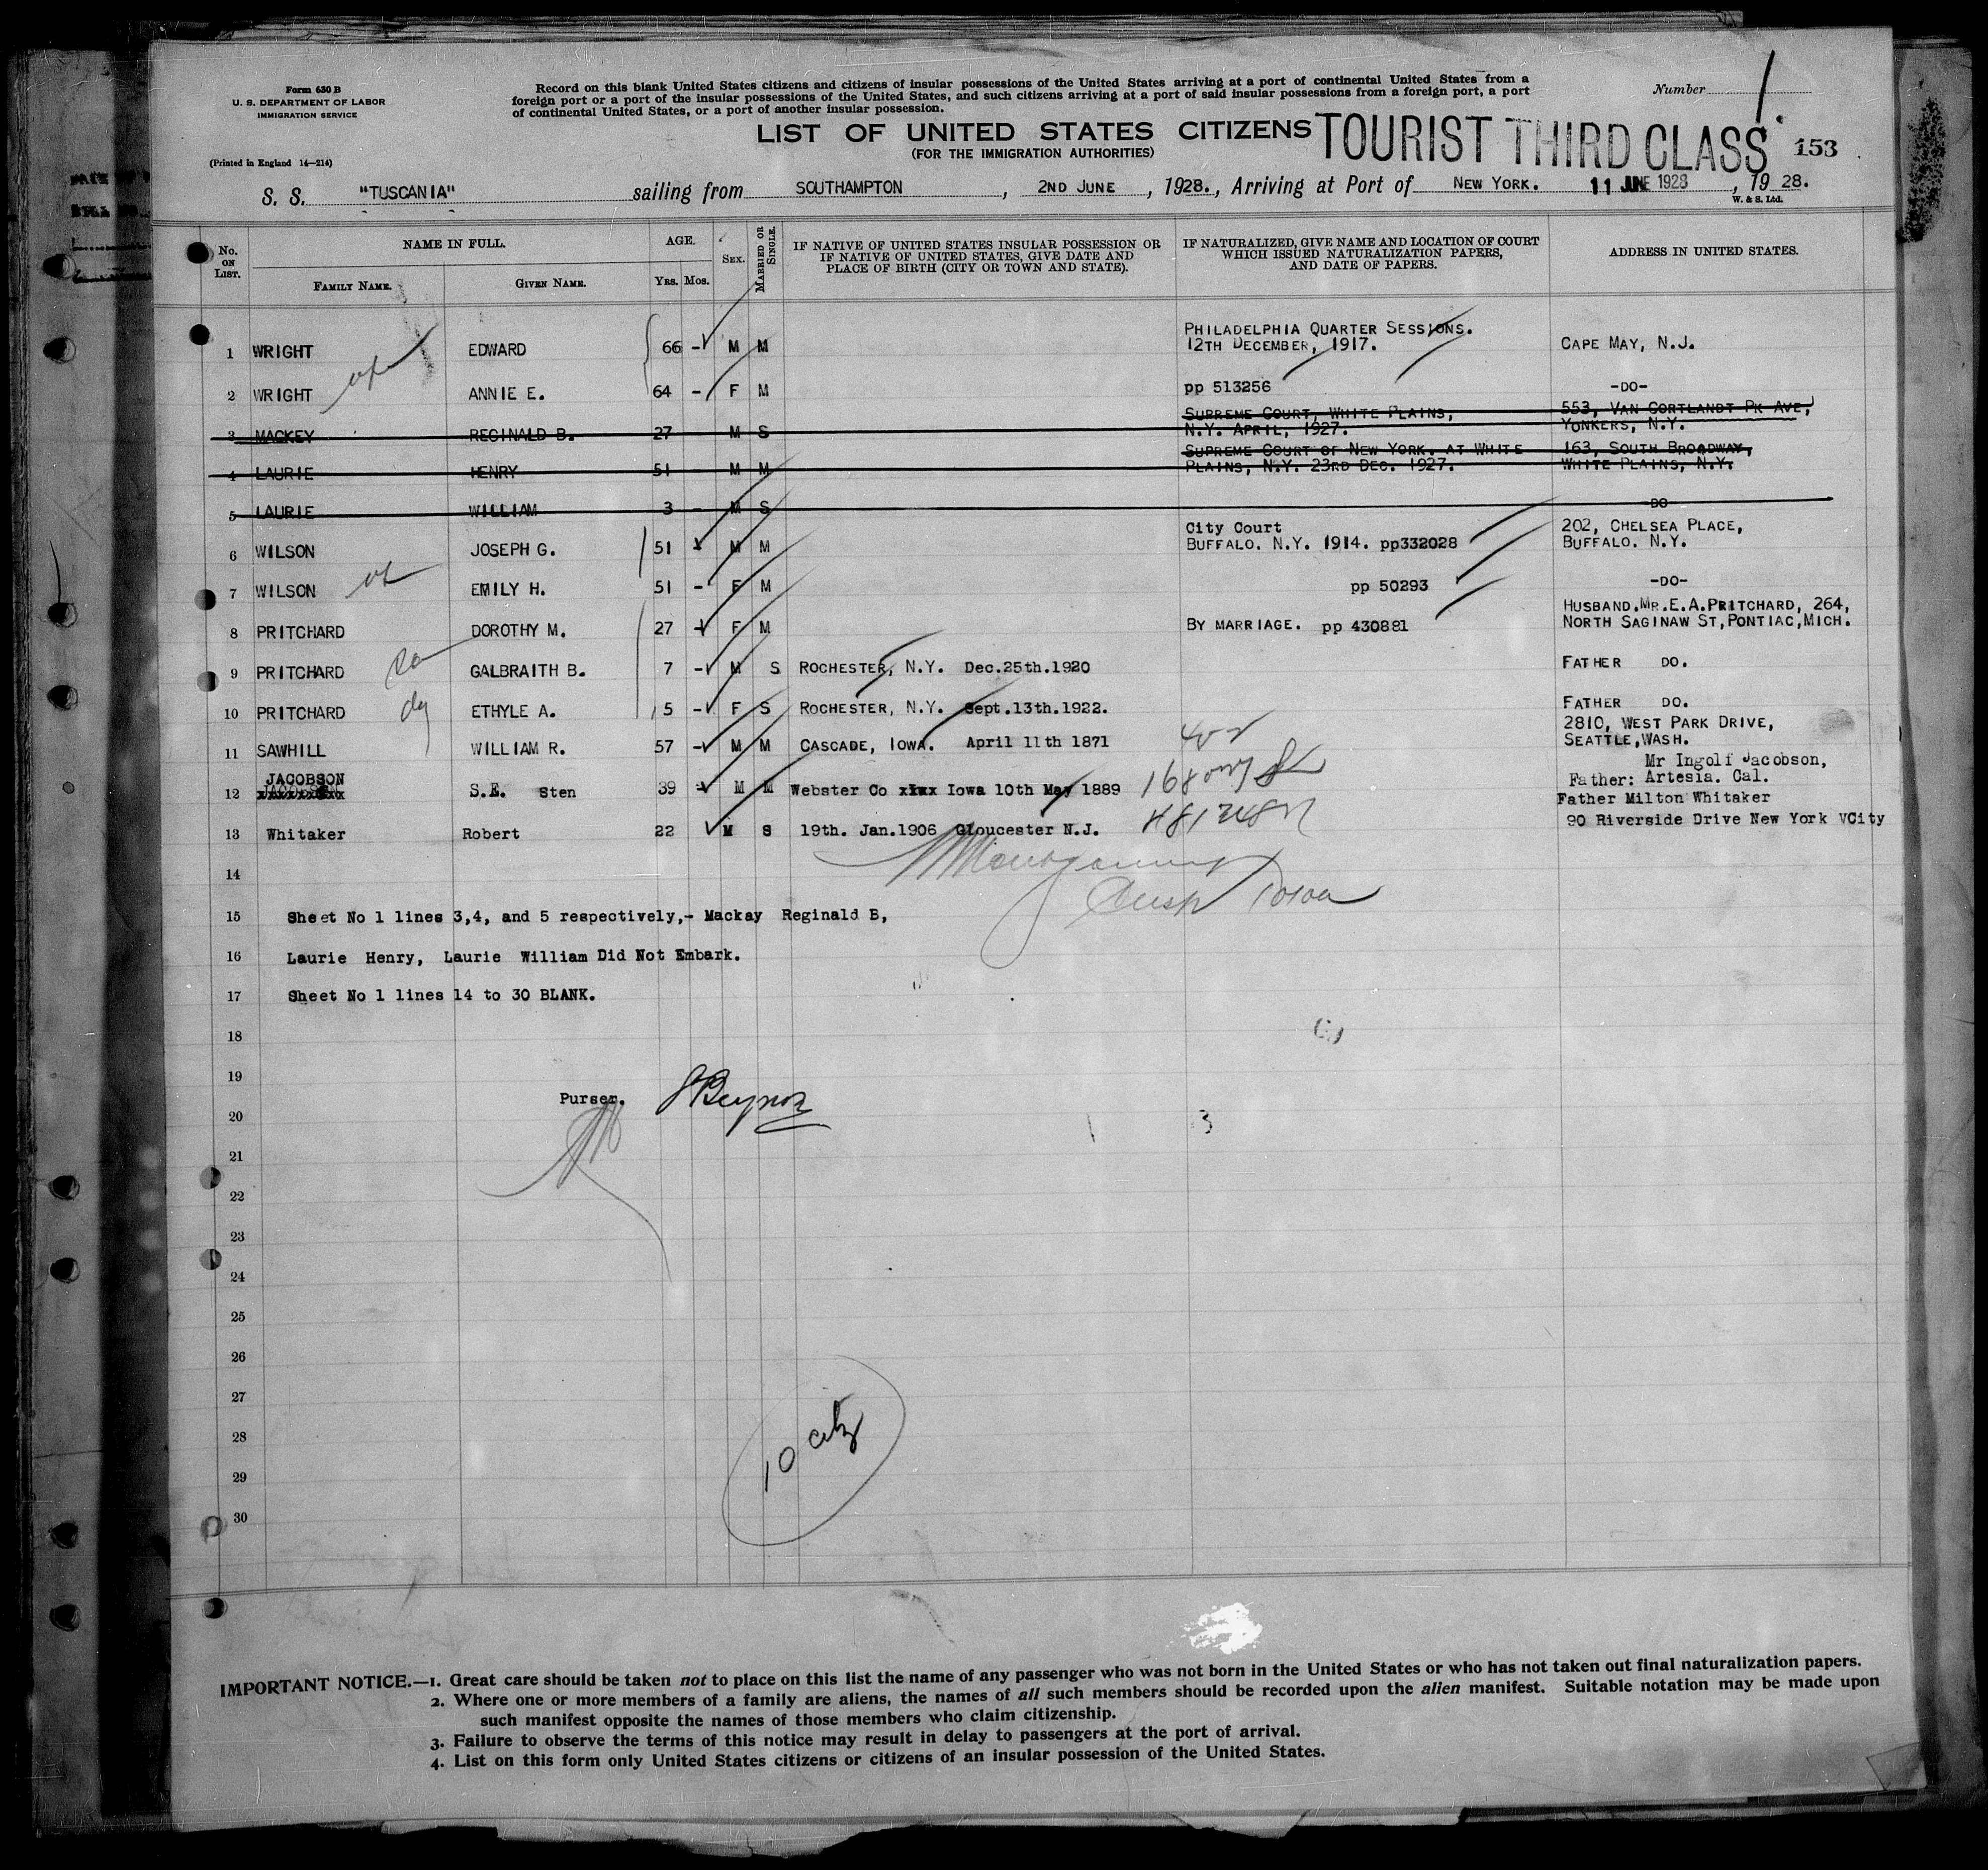 Form 630 B
U. S. DEPARTMENT OF LABOR
IMMIGRATION SERVICE
(Printed in England 14—214)
Record on this blank United States citizens and citizens of insular possessions of the United States arriving at a port of continental United States from a
foreign port or a port of the insular possessions of the United States, and such citizens arriving at a port of said insular possessions from a foreign port, a port
of continental United States, or a port of another insular possession.
Number 1
LIST OF UNITED STATES CITIZENS TOURIST THIRD CLASS 153
(FOR THE IMMIGRATION AUTHORITIES)
S. S. "TUSCANIA" sailing from SOUTHAMPTON, 2ND JUNE, 1928., Arriving at Port of NEW YORK. 11 JUNE 1928, 1928.
W. & S. Ltd.
No. ON LIST.
NAME IN FULL.
FAMILY NAME. GIVEN NAME.
AGE.
Yrs. Mos.
SEX.
MARRIED OR SINGLE.
IF NATIVE OF UNITED STATES INSULAR POSSESSION OR
IF NATIVE OF UNITED STATES, GIVE DATE AND
PLACE OF BIRTH (CITY OR TOWN AND STATE).
IF NATURALIZED, GIVE NAME AND LOCATION OF COURT
WHICH ISSUED NATURALIZATION PAPERS,
AND DATE OF PAPERS.
ADDRESS IN UNITED STATES.
PHILADELPHIA QUARTER SESSIONS.
1 WRIGHT EDWARD 66 - M M 12TH DECEMBER, 1917. CAPE MAY, N.J.
2 WRIGHT ANNIE E. 64 - F M pp 513256 -DO-
SUPREME COURT, WHITE PLAINS, 553, VAN CORTLANDT PK AVE,
3 MACKEY REGINALD B. 27 M S N.Y. APRIL, 1927. YONKERS, N.Y.
SUPREME COURT OF NEW YORK. AT WHITE 163, SOUTH BROADWAY,
4 LAURIE HENRY 51 M M PLAINS, N.Y. 23RD DEC. 1927. WHITE PLAINS, N.Y.
5 LAURIE WILLIAM 3 - M S DO
City Court 202, CHELSEA PLACE,
6 WILSON JOSEPH G. 51 - M M BUFFALO. N.Y. 1914. pp332028 BUFFALO. N.Y.
7 WILSON EMILY H. 51 - F M pp 50293 -DO-
HUSBAND.MR.E.A.PRITCHARD, 264,
8 PRITCHARD DOROTHY M. 27 - F M BY MARRIAGE. pp 430881 NORTH SAGINAW ST,PONTIAC,MICH.
9 PRITCHARD GALBRAITH B. 7 - M S ROCHESTER, N.Y. Dec.25th.1920 FATHER DO.
10 PRITCHARD ETHYLE A. 5 - F S ROCHESTER, N.Y. Sept.13th.1922. FATHER DO.
2810, WEST PARK DRIVE,
11 SAWHILL WILLIAM R. 57 - M M CASCADE, IOWA. April 11th 1871 SEATTLE,WASH.
JACOBSON Mr Ingolf Jacobson,
12 S.E. Sten 39 - M M Webster Co xxxx Iowa 10th May 1889 Father: Artesia. Cal.
Father Milton Whitaker
13 Whitaker Robert 22 M S 19th. Jan.1906 Gloucester N.J. 90 Riverside Drive New York VCity
14
15 Sheet No 1 lines 3,4, and 5 respectively,- Mackay Reginald B,
16 Laurie Henry, Laurie William Did Not Embark.
17 Sheet No 1 lines 14 to 30 BLANK.
18
19
Purser.
20
21
22
23
24
25
26
27
28
10
29
30
IMPORTANT NOTICE.—1. Great care should be taken not to place on this list the name of any passenger who was not born in the United States or who has not taken out final naturalization papers.
2. Where one or more members of a family are aliens, the names of all such members should be recorded upon the alien manifest. Suitable notation may be made upon
such manifest opposite the names of those members who claim citizenship.
3. Failure to observe the terms of this notice may result in delay to passengers at the port of arrival.
4. List on this form only United States citizens or citizens of an insular possession of the United States.